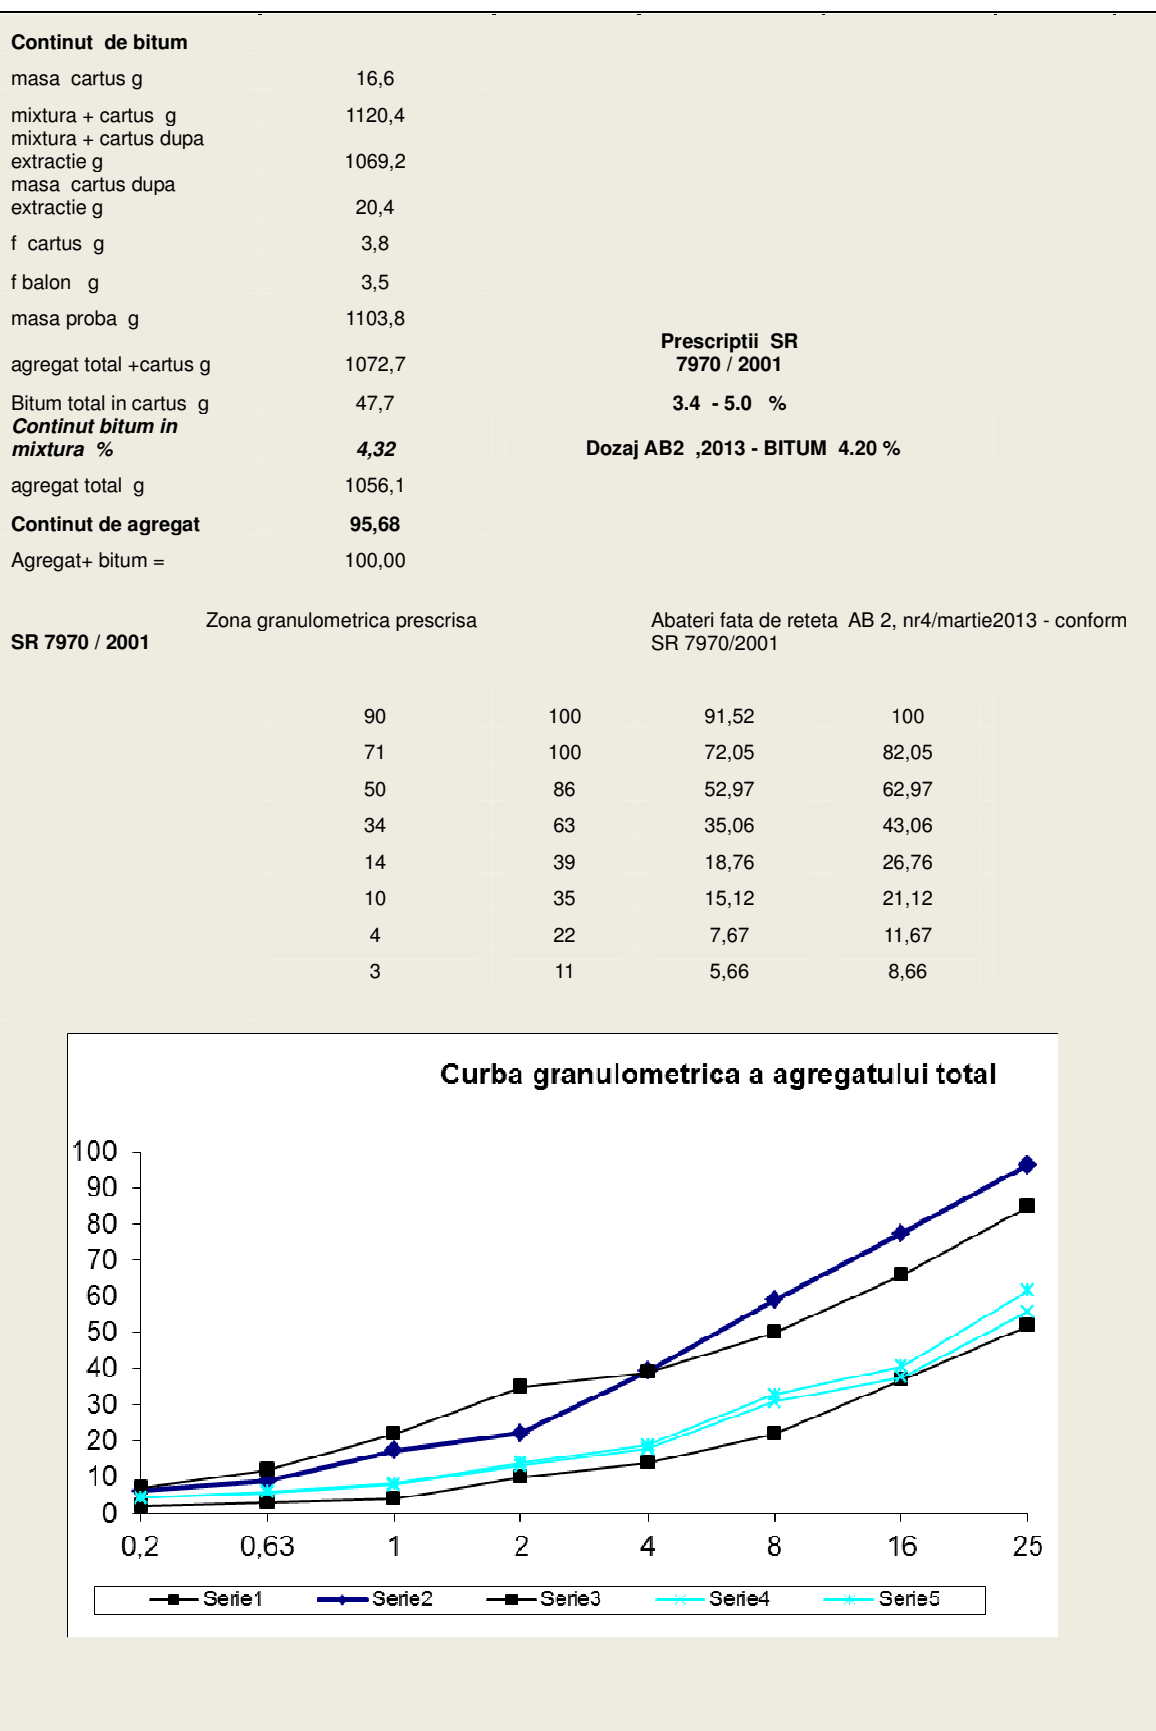 Continut de bitum
masa cartus g 16,6
mixtura + cartus g 1120,4
mixtura + cartus dupa
extractie g 1069,2
masa cartus dupa
extractie g 20,4
f cartus g 3,8
f balon g 3,5
masa proba g 1103,8
Prescriptii SR
agregat total +cartus g 1072,7 7970 / 2001
Bitum total in cartus g 47,7 3.4 - 5.0 %
Continut bitum in
mixtura % 4,32 Dozaj AB2 ,2013 - BITUM 4.20 %
agregat total g 1056,1
Continut de agregat 95,68
Agregat+ bitum = 100,00
Zona granulometrica prescrisa Abateri fata de reteta AB 2, nr4/martie2013 - conform
SR 7970 / 2001 SR 7970/2001
90 100 91,52 100
71 100 72,05 82,05
50 86 52,97 62,97
34 63 35,06 43,06
14 39 18,76 26,76
10 35 15,12 21,12
4 22 7,67 11,67
3 11 5,66 8,66
Curba granulometrica a agregatului total
100
90
80
70
60
50
40
30
20
10
0
0,2 0,63 1 2 4 8 16 25
Serie1 Serie2 Serie3 Serie4 Serie5